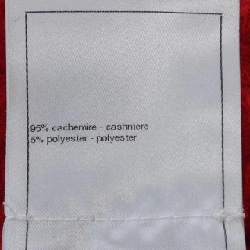 95% cachemire - cashmere
5% polyester - polyester